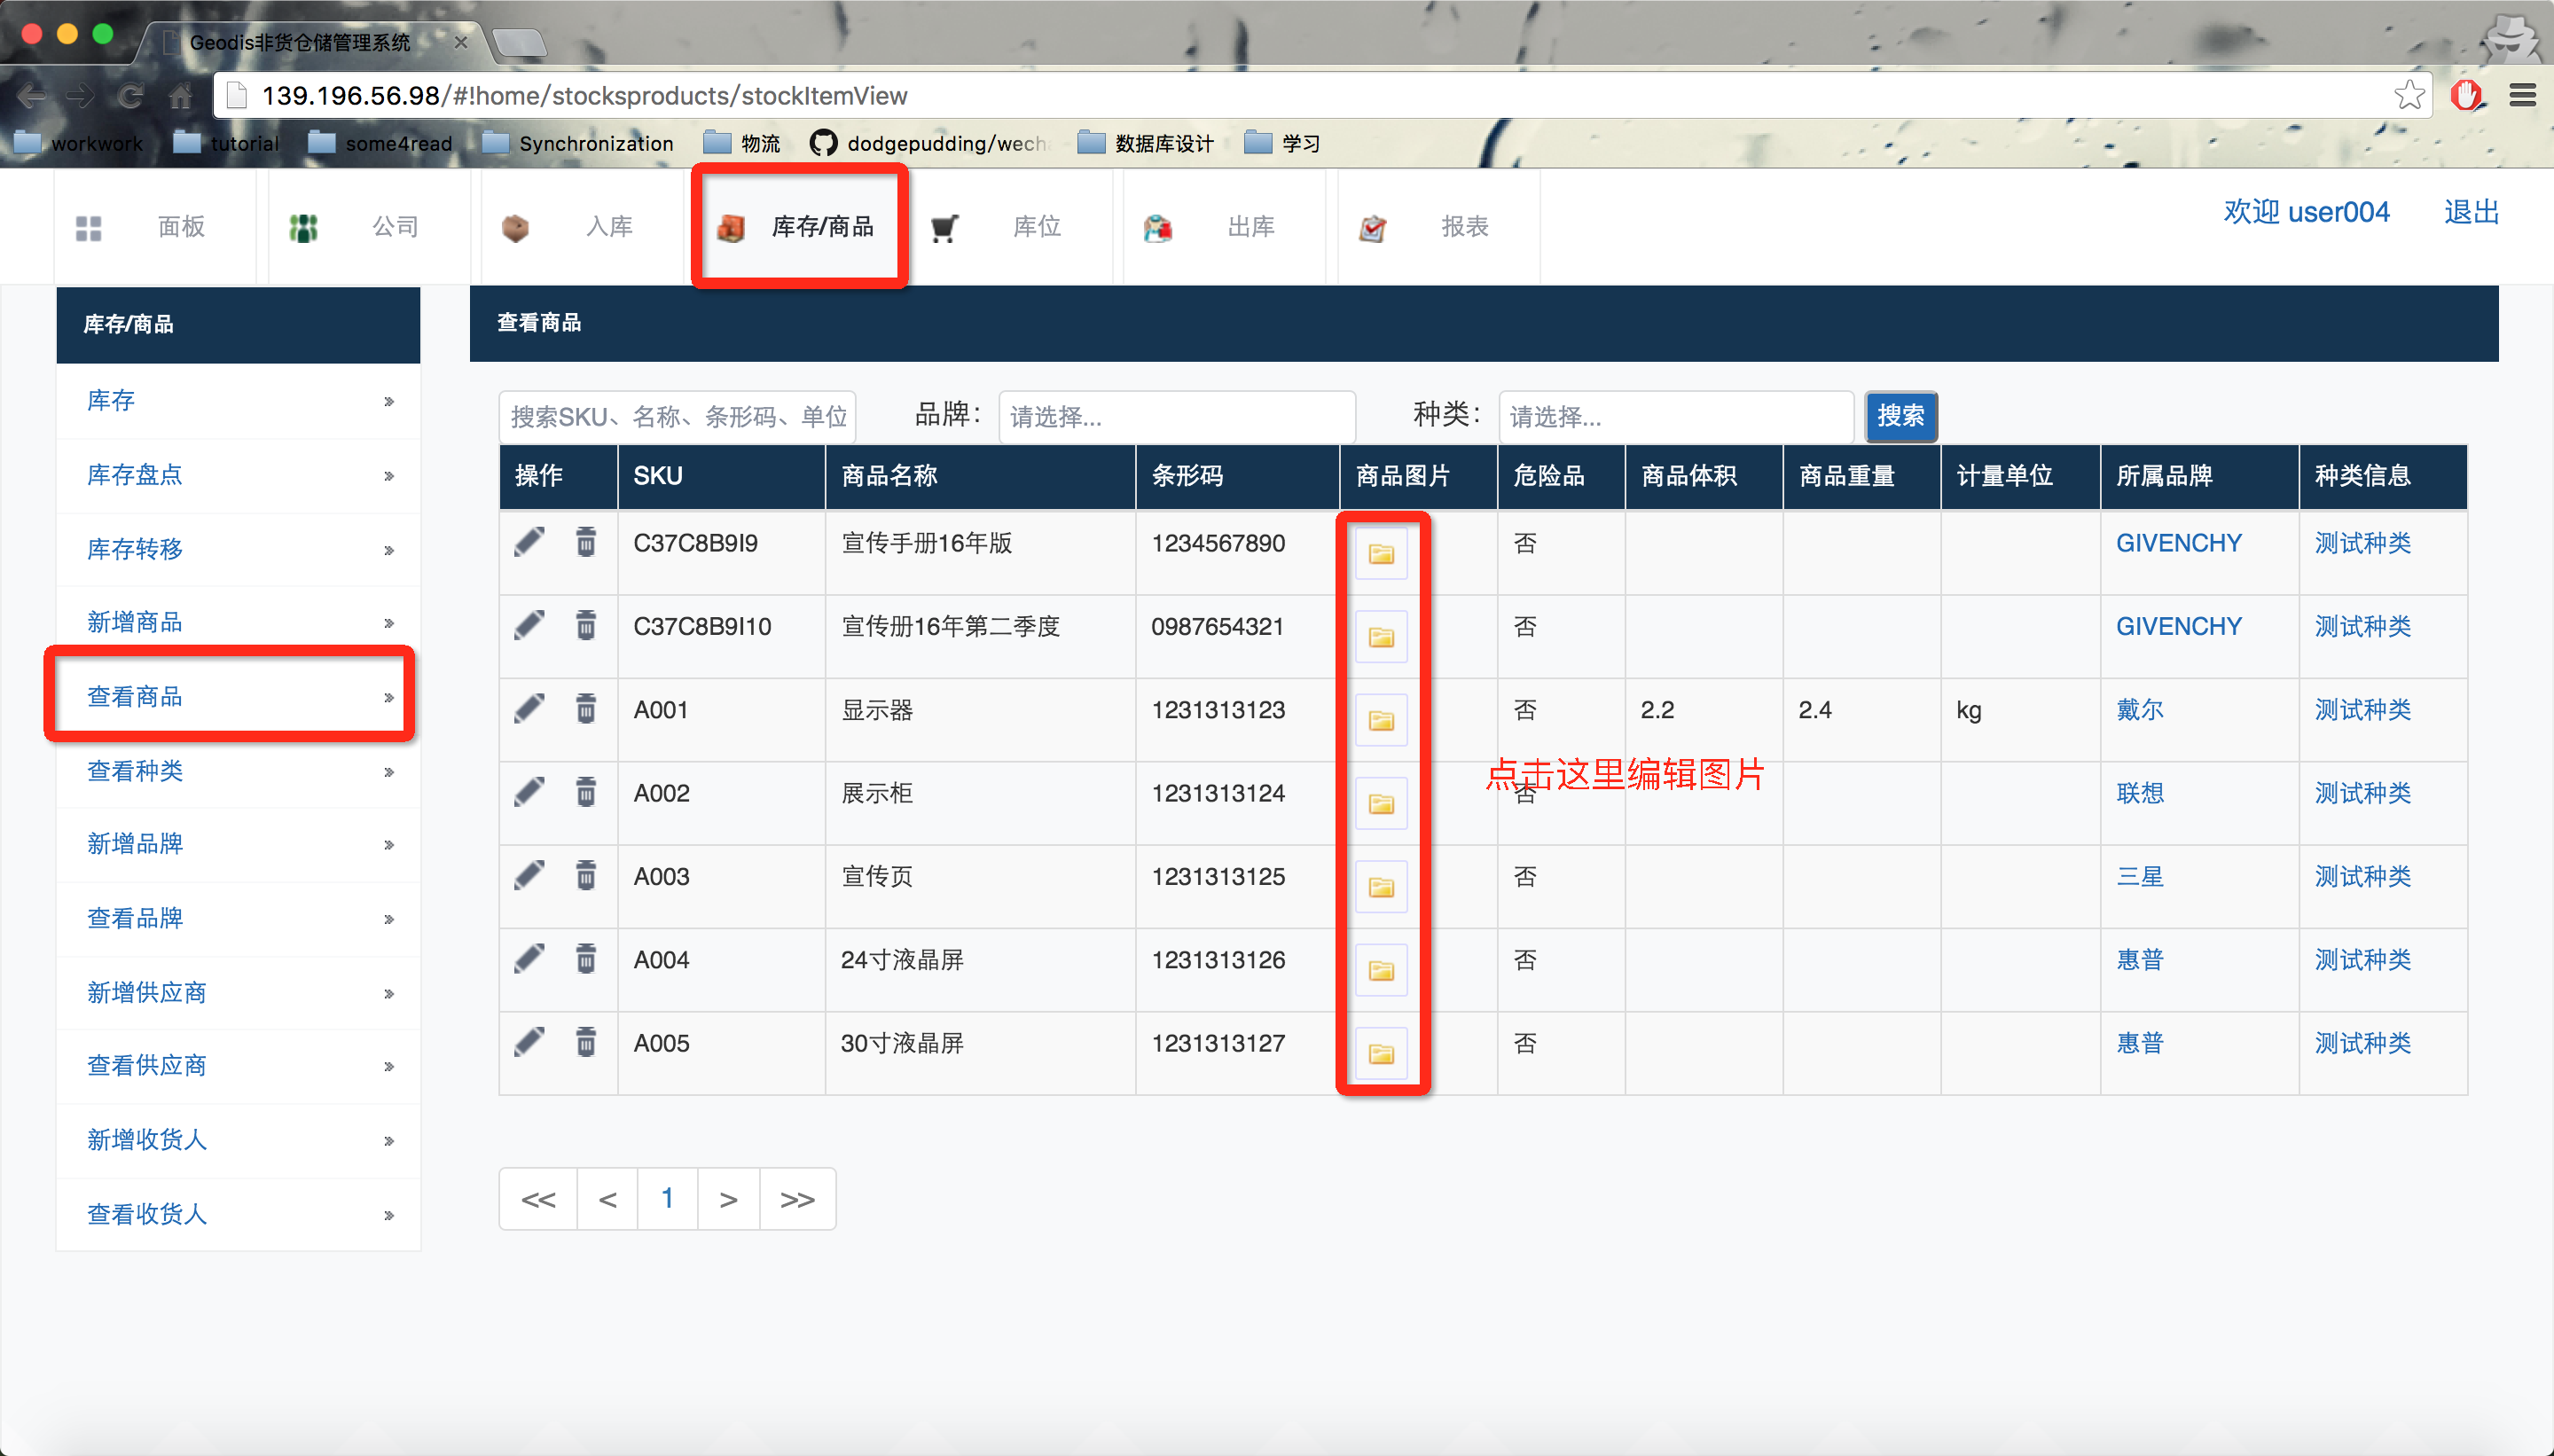 Geodis非货仓储管理系统
139.196.56.98/#!home/stocksproducts/stockItemView
workwork tutorial some4read Synchronization 物流 dodgepudding/wecha 数据库设计 学习
面板 公司 入库 库存/商品 库位 出库 报表 欢迎 user004 退出
库存/商品
库存
库存盘点
库存转移
新增商品
查看商品
查看种类
新增品牌
查看品牌
新增供应商
查看供应商
新增收货人
查看收货人
查看商品
搜索SKU、名称、条形码、单位 品牌： 请选择... 种类： 请选择... 搜索
操作 SKU 商品名称 条形码 商品图片 危险品 商品体积 商品重量 计量单位 所属品牌 种类信息
C37C8B9I9 宣传手册16年版 1234567890 否 GIVENCHY 测试种类
C37C8B9I10 宣传册16年第二季度 0987654321 否 GIVENCHY 测试种类
A001 显示器 1231313123 否 2.2 2.4 kg 戴尔 测试种类
点击这里编辑图片
A002 展示柜 1231313124 否 联想 测试种类
A003 宣传页 1231313125 否 三星 测试种类
A004 24寸液晶屏 1231313126 否 惠普 测试种类
A005 30寸液晶屏 1231313127 否 惠普 测试种类
<< < 1 > >>